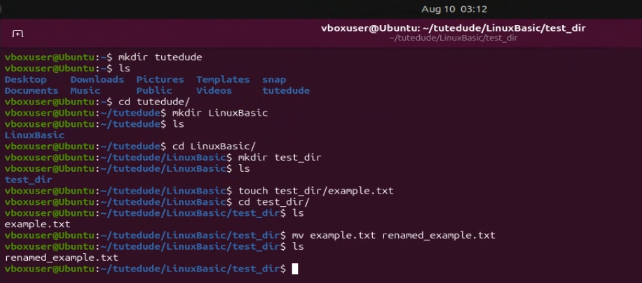 Aug 10 03:12
vboxuser@Ubuntu: ~/tutedude/LinuxBasic/test_dir
~/tutedude/LinuxBasic/test_dir
vboxuser@Ubuntu:~$ mkdir tutedude
vboxuser@Ubuntu:~$ ls
Desktop Downloads Pictures Templates snap
Documents Music Public Videos tutedude
vboxuser@Ubuntu:~$ cd tutedude/
vboxuser@Ubuntu:~/tutedude$ mkdir LinuxBasic
vboxuser@Ubuntu:~/tutedude$ ls
LinuxBasic
vboxuser@Ubuntu:~/tutedude$ cd LinuxBasic/
vboxuser@Ubuntu:~/tutedude/LinuxBasic$ mkdir test_dir
vboxuser@Ubuntu:~/tutedude/LinuxBasic$ ls
test_dir
vboxuser@Ubuntu:~/tutedude/LinuxBasic$ touch test_dir/example.txt
vboxuser@Ubuntu:~/tutedude/LinuxBasic$ cd test_dir/
vboxuser@Ubuntu:~/tutedude/LinuxBasic/test_dir$ ls
example.txt
vboxuser@Ubuntu:~/tutedude/LinuxBasic/test_dir$ mv example.txt renamed_example.txt
vboxuser@Ubuntu:~/tutedude/LinuxBasic/test_dir$ ls
renamed_example.txt
vboxuser@Ubuntu:~/tutedude/LinuxBasic/test_dir$